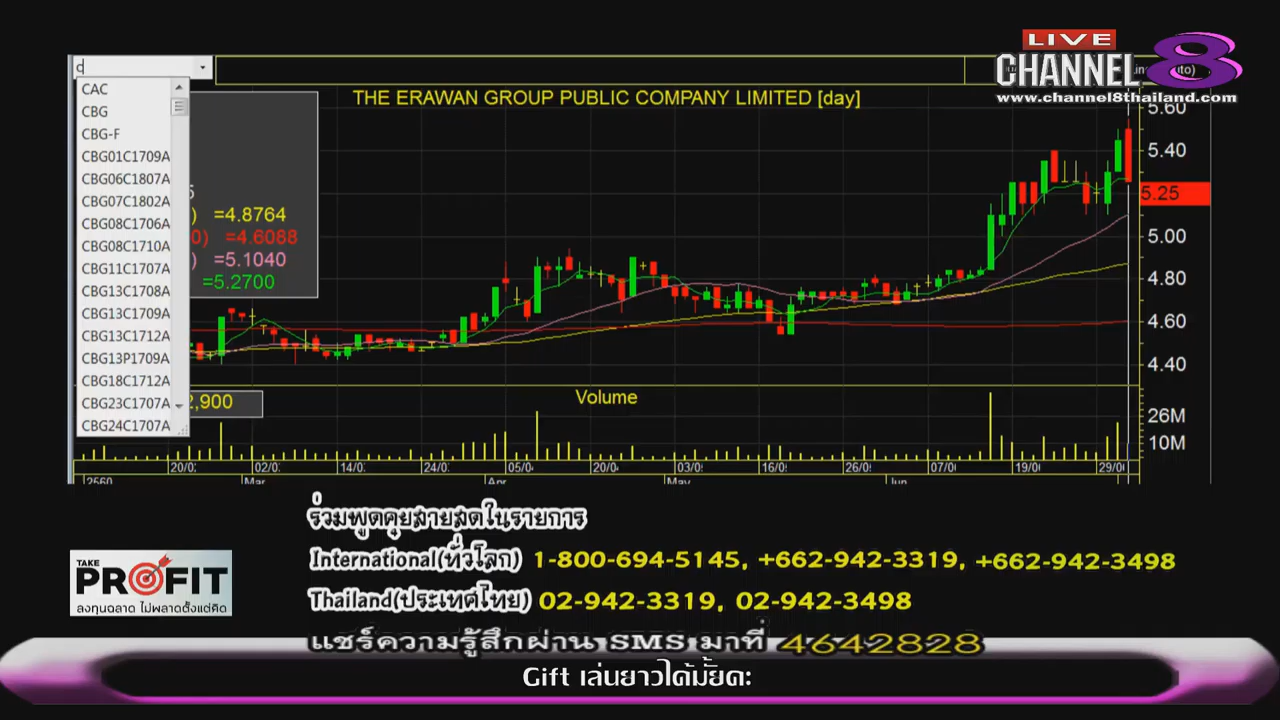 LIVE
CHANNEL 8
www.channel8thailand.com
c
CAC
CBG
CBG-F
CBG01C1709A
CBG06C1807A
CBG07C1802A
CBG08C1706A
CBG08C1710A
CBG11C1707A
CBG13C1708A
CBG13C1709A
CBG13C1712A
CBG13P1709A
CBG18C1712A
CBG23C1707A
CBG24C1707A
THE ERAWAN GROUP PUBLIC COMPANY LIMITED [day]
5
) =4.8764
0) =4.6088
) =5.1040
=5.2700
5.60
5.40
5.25
5.00
4.80
4.60
4.40
2,900
Volume
26M
10M
20/0 02/0 14/0 24/0 05/0 20/0 03/0 16/0 26/0 07/0 19/0 29/0
2560 Mar Apr May Jun
ร่วมพูดคุยสายสดในรายการ
International(ทั่วโลก) 1-800-694-5145, +662-942-3319, +662-942-3498
Thailand(ประเทศไทย) 02-942-3319, 02-942-3498
แชร์ความรู้สึกผ่าน SMS มาที่ 4642828
TAKE
PROFIT
ลงทุนฉลาด ไม่พลาดตั้งแต่คิด
Gift เล่นยาวได้มั้ยคะ